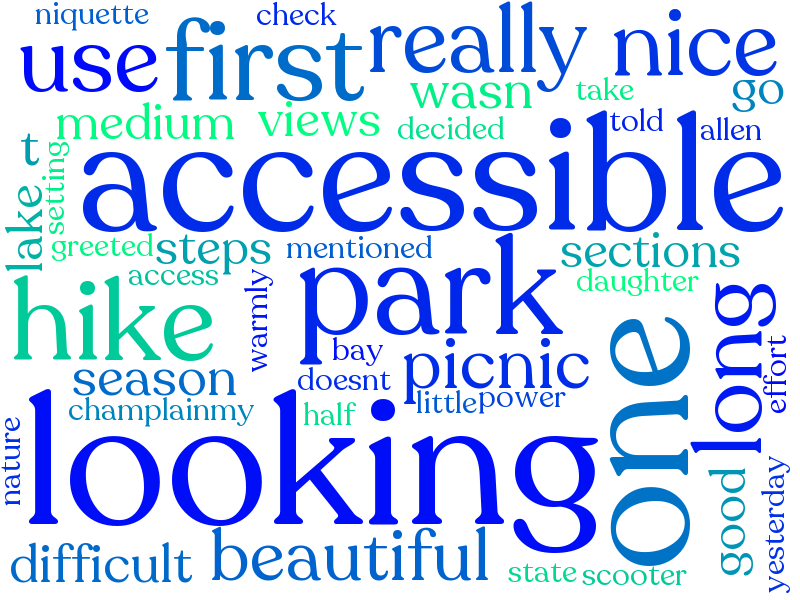 niquette
check
use
first
really
nice
wasn
take
go
medium
views
decided
told
allen
t
setting
accessible
lake
greeted
steps
mentioned
sections
access
daughter
hike
warmly
park
bay
picnic
one
long
effort
season
doesnt
champlainmy
half
little
power
looking
nature
good
yesterday
difficult
beautiful
state
scooter